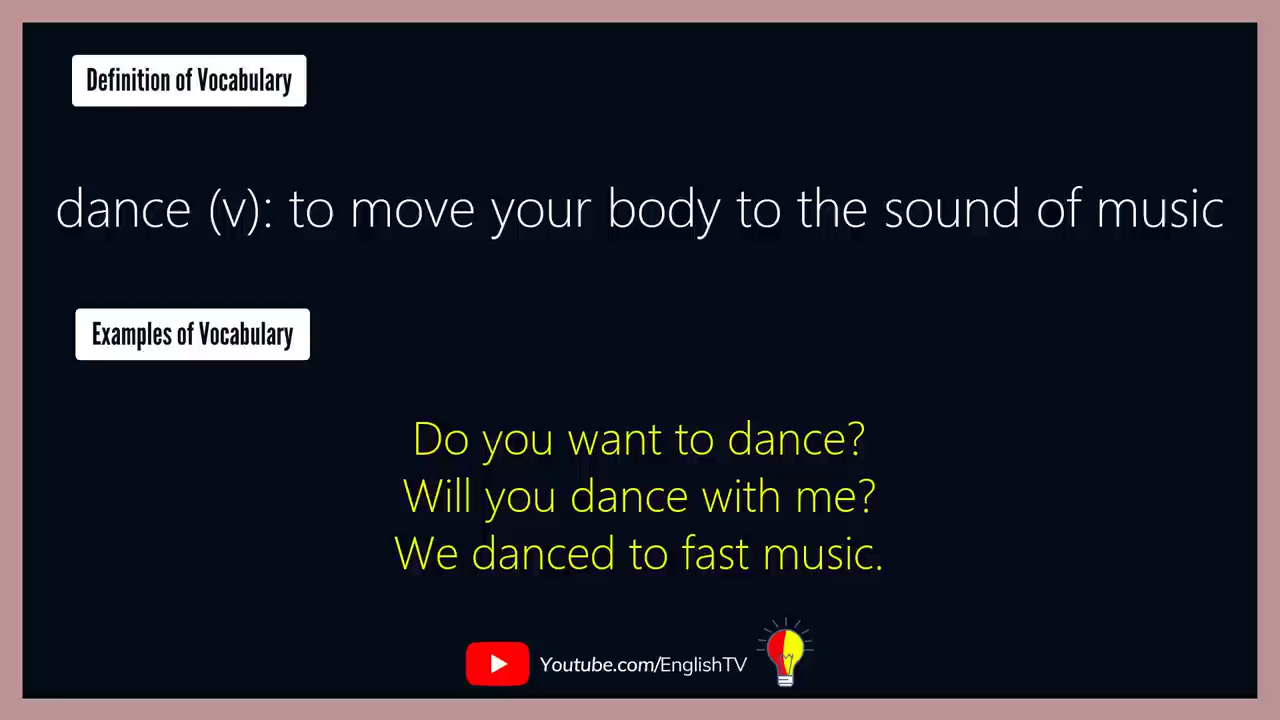 Definition of Vocabulary
dance (v): to move your body to the sound of music
Examples of Vocabulary
Do you want to dance?
Will you dance with me?
We danced to fast music.
Youtube.com/EnglishTV